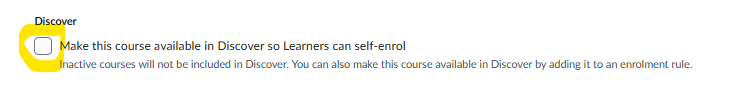 Discover
Make this course available in Discover so Learners can self-enrol
Inactive courses will not be included in Discover. You can also make this course available in Discover by adding it to an enrolment rule.